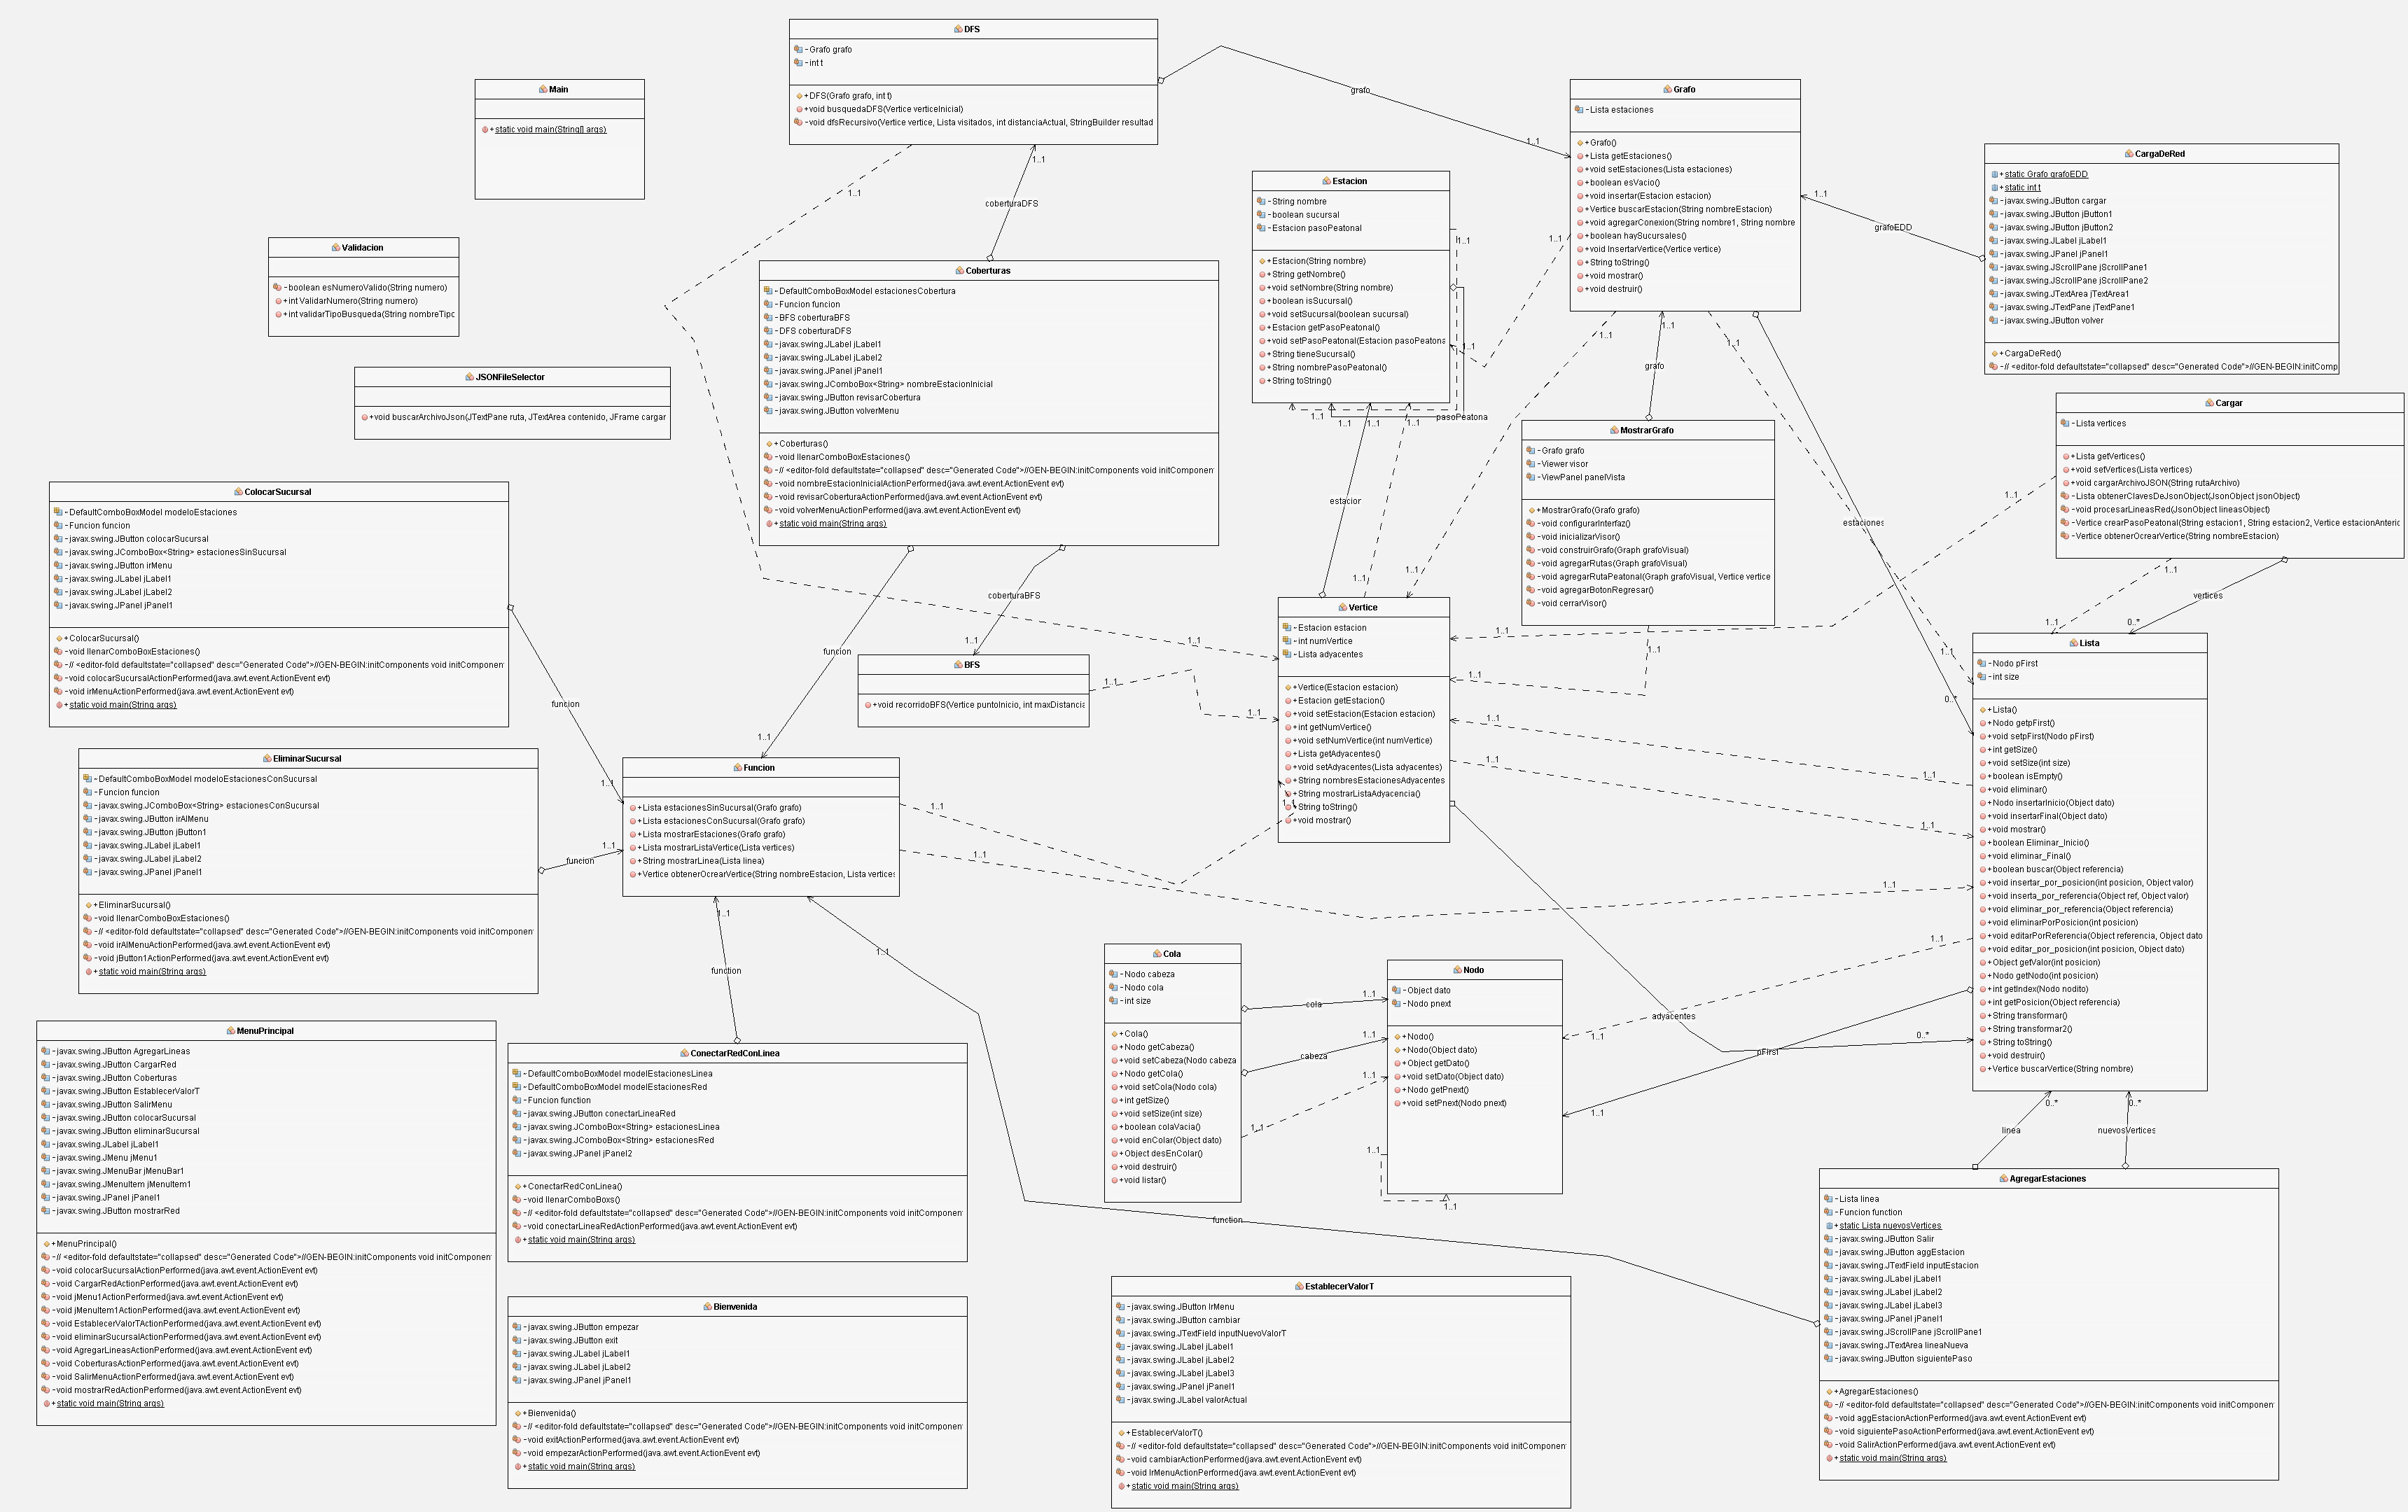 DFS
-Grafo grafo
-int t
+DFS(Grafo grafo, int t)
+void busquedaDFS(Vertice verticeInicial)
-void dfsRecursivo(Vertice vertice, Lista visitados, int distanciaActual, StringBuilder resultad
Main
+static void main(String[] args)
Validacion
-boolean esNumeroValido(String numero)
+int ValidarNumero(String numero)
+int validarTipoBusqueda(String nombreTipo
JSONFileSelector
+void buscarArchivoJson(JTextPane ruta, JTextArea contenido, JFrame cargar
Grafo
-Lista estaciones
+Grafo()
+Lista getEstaciones()
+void setEstaciones(Lista estaciones)
+boolean esVacio()
+void insertar(Estacion estacion)
+Vertice buscarEstacion(String nombreEstacion)
+void agregarConexion(String nombre1, String nombre
+boolean haySucursales()
+void InsertarVertice(Vertice vertice)
+String toString()
+void mostrar()
+void destruir()
CargaDeRed
+static Grafo grafoEDD
+static int t
-javax.swing.JButton cargar
-javax.swing.JButton jButton1
-javax.swing.JButton jButton2
-javax.swing.JLabel jLabel1
-javax.swing.JPanel jPanel1
-javax.swing.JScrollPane jScrollPane1
-javax.swing.JScrollPane jScrollPane2
-javax.swing.JTextArea jTextArea1
-javax.swing.JTextPane jTextPane1
-javax.swing.JButton volver
+CargaDeRed()
-// <editor-fold defaultstate="collapsed" desc="Generated Code">//GEN-BEGIN:initComp
Estacion
-String nombre
-boolean sucursal
-Estacion pasoPeatonal
+Estacion(String nombre)
+String getNombre()
+void setNombre(String nombre)
+boolean isSucursal()
+void setSucursal(boolean sucursal)
+Estacion getPasoPeatonal()
+void setPasoPeatonal(Estacion pasoPeatona
+String tieneSucursal()
+String nombrePasoPeatonal()
+String toString()
Coberturas
-DefaultComboBoxModel estacionesCobertura
-Funcion funcion
-BFS coberturaBFS
-DFS coberturaDFS
-javax.swing.JLabel jLabel1
-javax.swing.JLabel jLabel2
-javax.swing.JPanel jPanel1
-javax.swing.JComboBox<String> nombreEstacionInicial
-javax.swing.JButton revisarCobertura
-javax.swing.JButton volverMenu
+Coberturas()
-void llenarComboBoxEstaciones()
-// <editor-fold defaultstate="collapsed" desc="Generated Code">//GEN-BEGIN:initComponents void initComponent
-void nombreEstacionInicialActionPerformed(java.awt.event.ActionEvent evt)
-void revisarCoberturaActionPerformed(java.awt.event.ActionEvent evt)
-void volverMenuActionPerformed(java.awt.event.ActionEvent evt)
+static void main(String args)
MostrarGrafo
-Grafo grafo
-Viewer visor
-ViewPanel panelVista
+MostrarGrafo(Grafo grafo)
-void configurarInterfaz()
-void inicializarVisor()
-void construirGrafo(Graph grafoVisual)
-void agregarRutas(Graph grafoVisual)
-void agregarRutaPeatonal(Graph grafoVisual, Vertice vertice
-void agregarBotonRegresar()
-void cerrarVisor()
Cargar
-Lista vertices
+Lista getVertices()
+void setVertices(Lista vertices)
+void cargarArchivoJSON(String rutaArchivo)
-Lista obtenerClavesDeJsonObject(JsonObject jsonObject)
-void procesarLineasRed(JsonObject lineasObject)
-Vertice crearPasoPeatonal(String estacion1, String estacion2, Vertice estacionAnteric
-Vertice obtenerOcrearVertice(String nombreEstacion)
ColocarSucursal
-DefaultComboBoxModel modeloEstaciones
-Funcion funcion
-javax.swing.JButton colocarSucursal
-javax.swing.JComboBox<String> estacionesSinSucursal
-javax.swing.JButton irMenu
-javax.swing.JLabel jLabel1
-javax.swing.JLabel jLabel2
-javax.swing.JPanel jPanel1
+ColocarSucursal()
-void llenarComboBoxEstaciones()
-// <editor-fold defaultstate="collapsed" desc="Generated Code">//GEN-BEGIN:initComponents void initComponent
-void colocarSucursalActionPerformed(java.awt.event.ActionEvent evt)
-void irMenuActionPerformed(java.awt.event.ActionEvent evt)
+static void main(String args)
BFS
+void recorridoBFS(Vertice puntoInicio, int maxDistancia
Vertice
-Estacion estacion
-int numVertice
-Lista adyacentes
+Vertice(Estacion estacion)
+Estacion getEstacion()
+void setEstacion(Estacion estacion)
+int getNumVertice()
+void setNumVertice(int numVertice)
+Lista getAdyacentes()
+void setAdyacentes(Lista adyacentes)
+String nombresEstacionesAdyacentes
+String mostrarListaAdyacencia()
+String toString()
+void mostrar()
Lista
-Nodo pFirst
-int size
+Lista()
+Nodo getpFirst()
+void setpFirst(Nodo pFirst)
+int getSize()
+void setSize(int size)
+boolean isEmpty()
+void eliminar()
+Nodo insertarInicio(Object dato)
+void insertarFinal(Object dato)
+void mostrar()
+boolean Eliminar_Inicio()
+void eliminar_Final()
+boolean buscar(Object referencia)
+void insertar_por_posicion(int posicion, Object valor)
+void inserta_por_referencia(Object ref, Object valor)
+void eliminar_por_referencia(Object referencia)
+void eliminarPorPosicion(int posicion)
+void editarPorReferencia(Object referencia, Object dato
+void editar_por_posicion(int posicion, Object dato)
+Object getValor(int posicion)
+Nodo getNodo(int posicion)
+int getIndex(Nodo nodito)
+int getPosicion(Object referencia)
+String transformar()
+String transformar2()
+String toString()
+void destruir()
+Vertice buscarVertice(String nombre)
EliminarSucursal
-DefaultComboBoxModel modeloEstacionesConSucursal
-Funcion funcion
-javax.swing.JComboBox<String> estacionesConSucursal
-javax.swing.JButton irAlMenu
-javax.swing.JButton jButton1
-javax.swing.JLabel jLabel1
-javax.swing.JLabel jLabel2
-javax.swing.JPanel jPanel1
+EliminarSucursal()
-void llenarComboBoxEstaciones()
-// <editor-fold defaultstate="collapsed" desc="Generated Code">//GEN-BEGIN:initComponents void initComponent
-void irAlMenuActionPerformed(java.awt.event.ActionEvent evt)
-void jButton1ActionPerformed(java.awt.event.ActionEvent evt)
+static void main(String args)
Funcion
+Lista estacionesSinSucursal(Grafo grafo)
+Lista estacionesConSucursal(Grafo grafo)
+Lista mostrarEstaciones(Grafo grafo)
+Lista mostrarListaVertice(Lista vertices)
+String mostrarLinea(Lista linea)
+Vertice obtenerOcrearVertice(String nombreEstacion, Lista vertices
Cola
-Nodo cabeza
-Nodo cola
-int size
+Cola()
+Nodo getCabeza()
+void setCabeza(Nodo cabeza
+Nodo getCola()
+void setCola(Nodo cola)
+int getSize()
+void setSize(int size)
+boolean colaVacia()
+void enColar(Object dato)
+Object desEnColar()
+void destruir()
+void listar()
Nodo
-Object dato
-Nodo pnext
+Nodo()
+Nodo(Object dato)
+Object getDato()
+void setDato(Object dato)
+Nodo getPnext()
+void setPnext(Nodo pnext)
MenuPrincipal
-javax.swing.JButton AgregarLineas
-javax.swing.JButton CargarRed
-javax.swing.JButton Coberturas
-javax.swing.JButton EstablecerValorT
-javax.swing.JButton SalirMenu
-javax.swing.JButton colocarSucursal
-javax.swing.JButton eliminarSucursal
-javax.swing.JLabel jLabel1
-javax.swing.JMenu jMenu1
-javax.swing.JMenuBar jMenuBar1
-javax.swing.JMenuItem jMenuItem1
-javax.swing.JPanel jPanel1
-javax.swing.JButton mostrarRed
+MenuPrincipal()
-// <editor-fold defaultstate="collapsed" desc="Generated Code">//GEN-BEGIN:initComponents void initComponent
-void colocarSucursalActionPerformed(java.awt.event.ActionEvent evt)
-void CargarRedActionPerformed(java.awt.event.ActionEvent evt)
-void jMenu1ActionPerformed(java.awt.event.ActionEvent evt)
-void jMenuItem1ActionPerformed(java.awt.event.ActionEvent evt)
-void EstablecerValorTActionPerformed(java.awt.event.ActionEvent evt)
-void eliminarSucursalActionPerformed(java.awt.event.ActionEvent evt)
-void AgregarLineasActionPerformed(java.awt.event.ActionEvent evt)
-void CoberturasActionPerformed(java.awt.event.ActionEvent evt)
-void SalirMenuActionPerformed(java.awt.event.ActionEvent evt)
-void mostrarRedActionPerformed(java.awt.event.ActionEvent evt)
+static void main(String args)
ConectarRedConLinea
-DefaultComboBoxModel modelEstacionesLinea
-DefaultComboBoxModel modelEstacionesRed
-Funcion function
-javax.swing.JButton conectarLineaRed
-javax.swing.JComboBox<String> estacionesLinea
-javax.swing.JComboBox<String> estacionesRed
-javax.swing.JPanel jPanel2
+ConectarRedConLinea()
-void llenarComboBoxs()
-// <editor-fold defaultstate="collapsed" desc="Generated Code">//GEN-BEGIN:initComponents void initComponent
-void conectarLineaRedActionPerformed(java.awt.event.ActionEvent evt)
+static void main(String args)
Bienvenida
-javax.swing.JButton empezar
-javax.swing.JButton exit
-javax.swing.JLabel jLabel1
-javax.swing.JLabel jLabel2
-javax.swing.JPanel jPanel1
+Bienvenida()
-// <editor-fold defaultstate="collapsed" desc="Generated Code">//GEN-BEGIN:initComponents void initComponent
-void exitActionPerformed(java.awt.event.ActionEvent evt)
-void empezarActionPerformed(java.awt.event.ActionEvent evt)
+static void main(String args)
EstablecerValorT
-javax.swing.JButton IrMenu
-javax.swing.JButton cambiar
-javax.swing.JTextField inputNuevoValorT
-javax.swing.JLabel jLabel1
-javax.swing.JLabel jLabel2
-javax.swing.JLabel jLabel3
-javax.swing.JPanel jPanel1
-javax.swing.JLabel valorActual
+EstablecerValorT()
-// <editor-fold defaultstate="collapsed" desc="Generated Code">//GEN-BEGIN:initComponents void initComponen
-void cambiarActionPerformed(java.awt.event.ActionEvent evt)
-void IrMenuActionPerformed(java.awt.event.ActionEvent evt)
+static void main(String args)
AgregarEstaciones
-Lista linea
-Funcion function
+static Lista nuevosVertices
-javax.swing.JButton Salir
-javax.swing.JButton aggEstacion
-javax.swing.JTextField inputEstacion
-javax.swing.JLabel jLabel1
-javax.swing.JLabel jLabel2
-javax.swing.JLabel jLabel3
-javax.swing.JPanel jPanel1
-javax.swing.JScrollPane jScrollPane1
-javax.swing.JTextArea lineaNueva
-javax.swing.JButton siguientePaso
+AgregarEstaciones()
-// <editor-fold defaultstate="collapsed" desc="Generated Code">//GEN-BEGIN:initComponents void initComponen
-void aggEstacionActionPerformed(java.awt.event.ActionEvent evt)
-void siguientePasoActionPerformed(java.awt.event.ActionEvent evt)
-void SalirActionPerformed(java.awt.event.ActionEvent evt)
+static void main(String args)
grafo
1..1
coberturaDFS
1..1
1..1
1..1
grafoEDD
1..1
grafo
1..1
pasoPeatona
1..1
estacior
1..1
estaciones
0..*
vertices
0..*
coberturaBFS
1..1
funcion
1..1
funcion
1..1
funcion
1..1
function
1..1
function
1..1
cola
1..1
cabeza
1..1
adyacentes
0..*
pFirst
1..1
linea
0..*
nuevosVertices
0..*